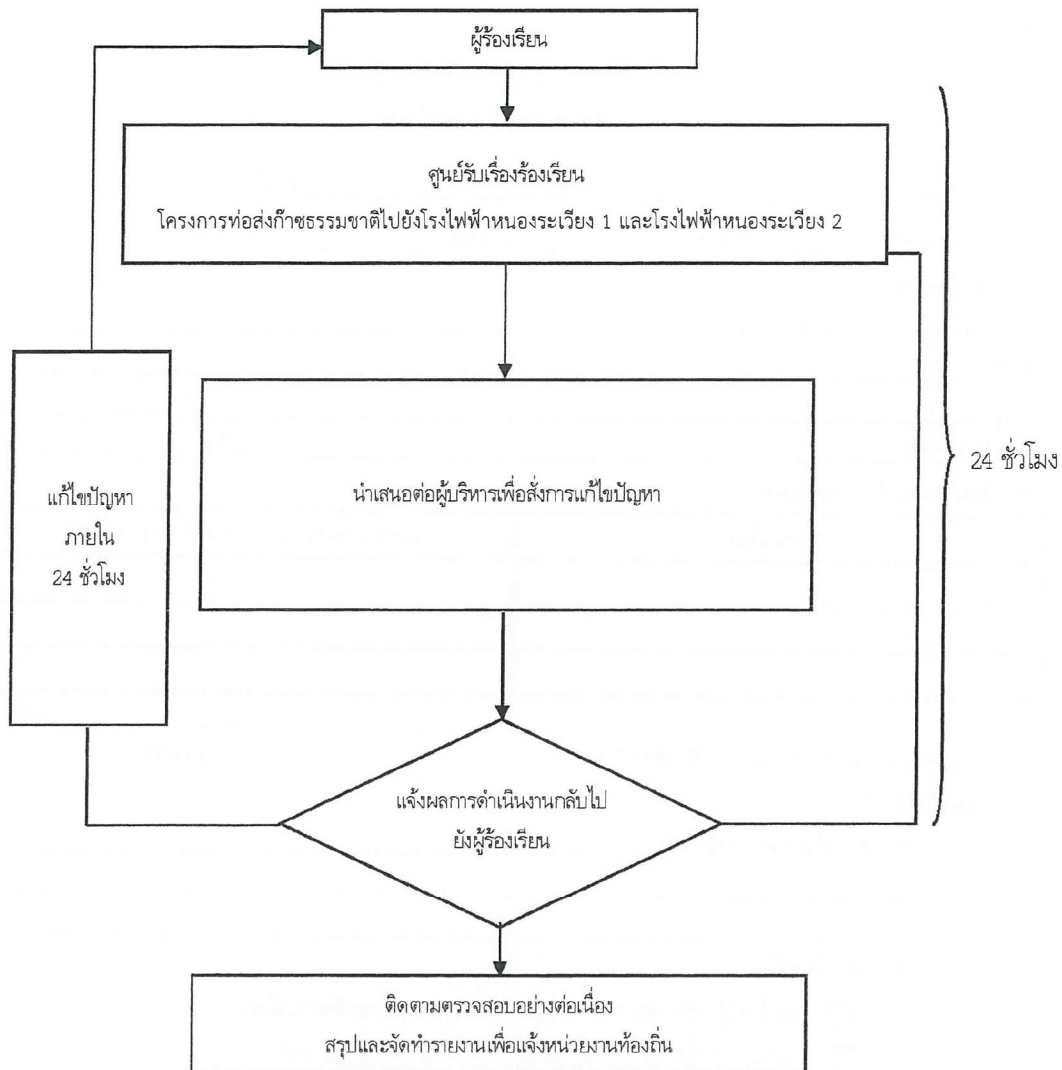 ผู้ร้องเรียน
ศูนย์รับเรื่องร้องเรียน
โครงการท่อส่งก๊าซธรรมชาติไปยังโรงไฟฟ้าหนองระเวียง 1 และโรงไฟฟ้าหนองระเวียง 2
24 ชั่วโมง
แก้ไขปัญหา
ภายใน
24 ชั่วโมง
นำเสนอต่อผู้บริหารเพื่อสั่งการแก้ไขปัญหา
แจ้งผลการดำเนินงานกลับไป
ยังผู้ร้องเรียน
ติดตามตรวจสอบอย่างต่อเนื่อง
สรุปและจัดทำรายงานเพื่อแจ้งหน่วยงานท้องถิ่น